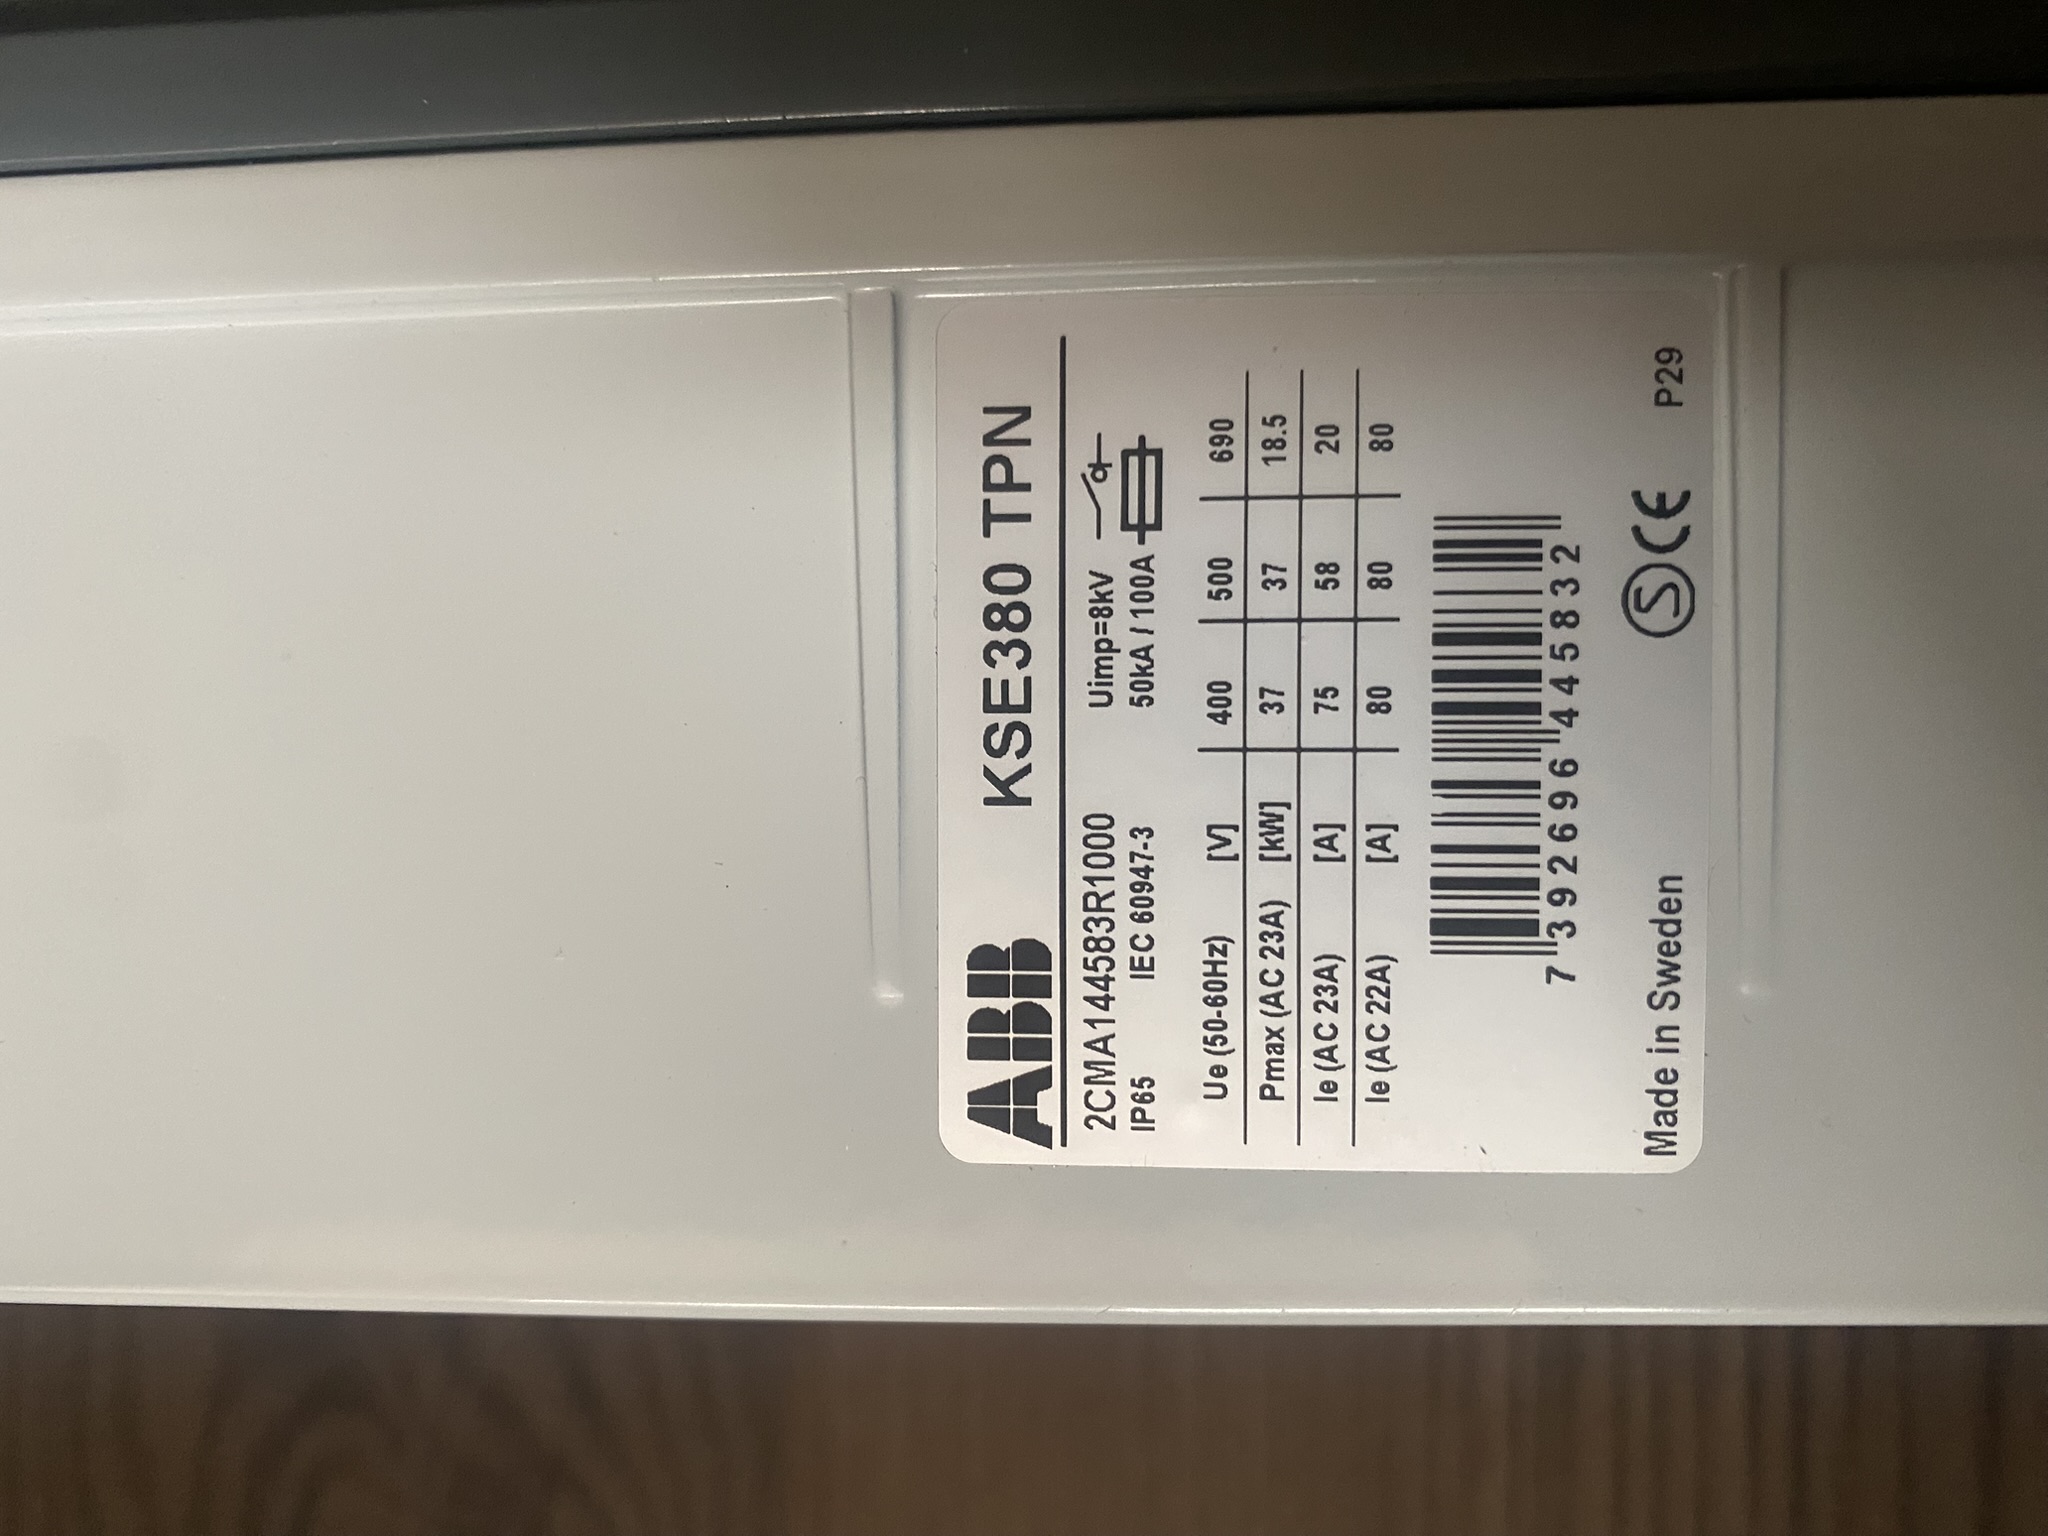 ABB KSE380 TPN
2CMA144583R1000 Uimp=8kV
IP65 IEC 60947-3 50kA / 100A
Ue (50-60Hz) [V] 400 500 690
Pmax (AC 23A) [kW] 37 37 18.5
Ie (AC 23A) [A] 75 58 20
Ie (AC 22A) [A] 80 80 80
7 392696 445832
Made in Sweden S CE P29